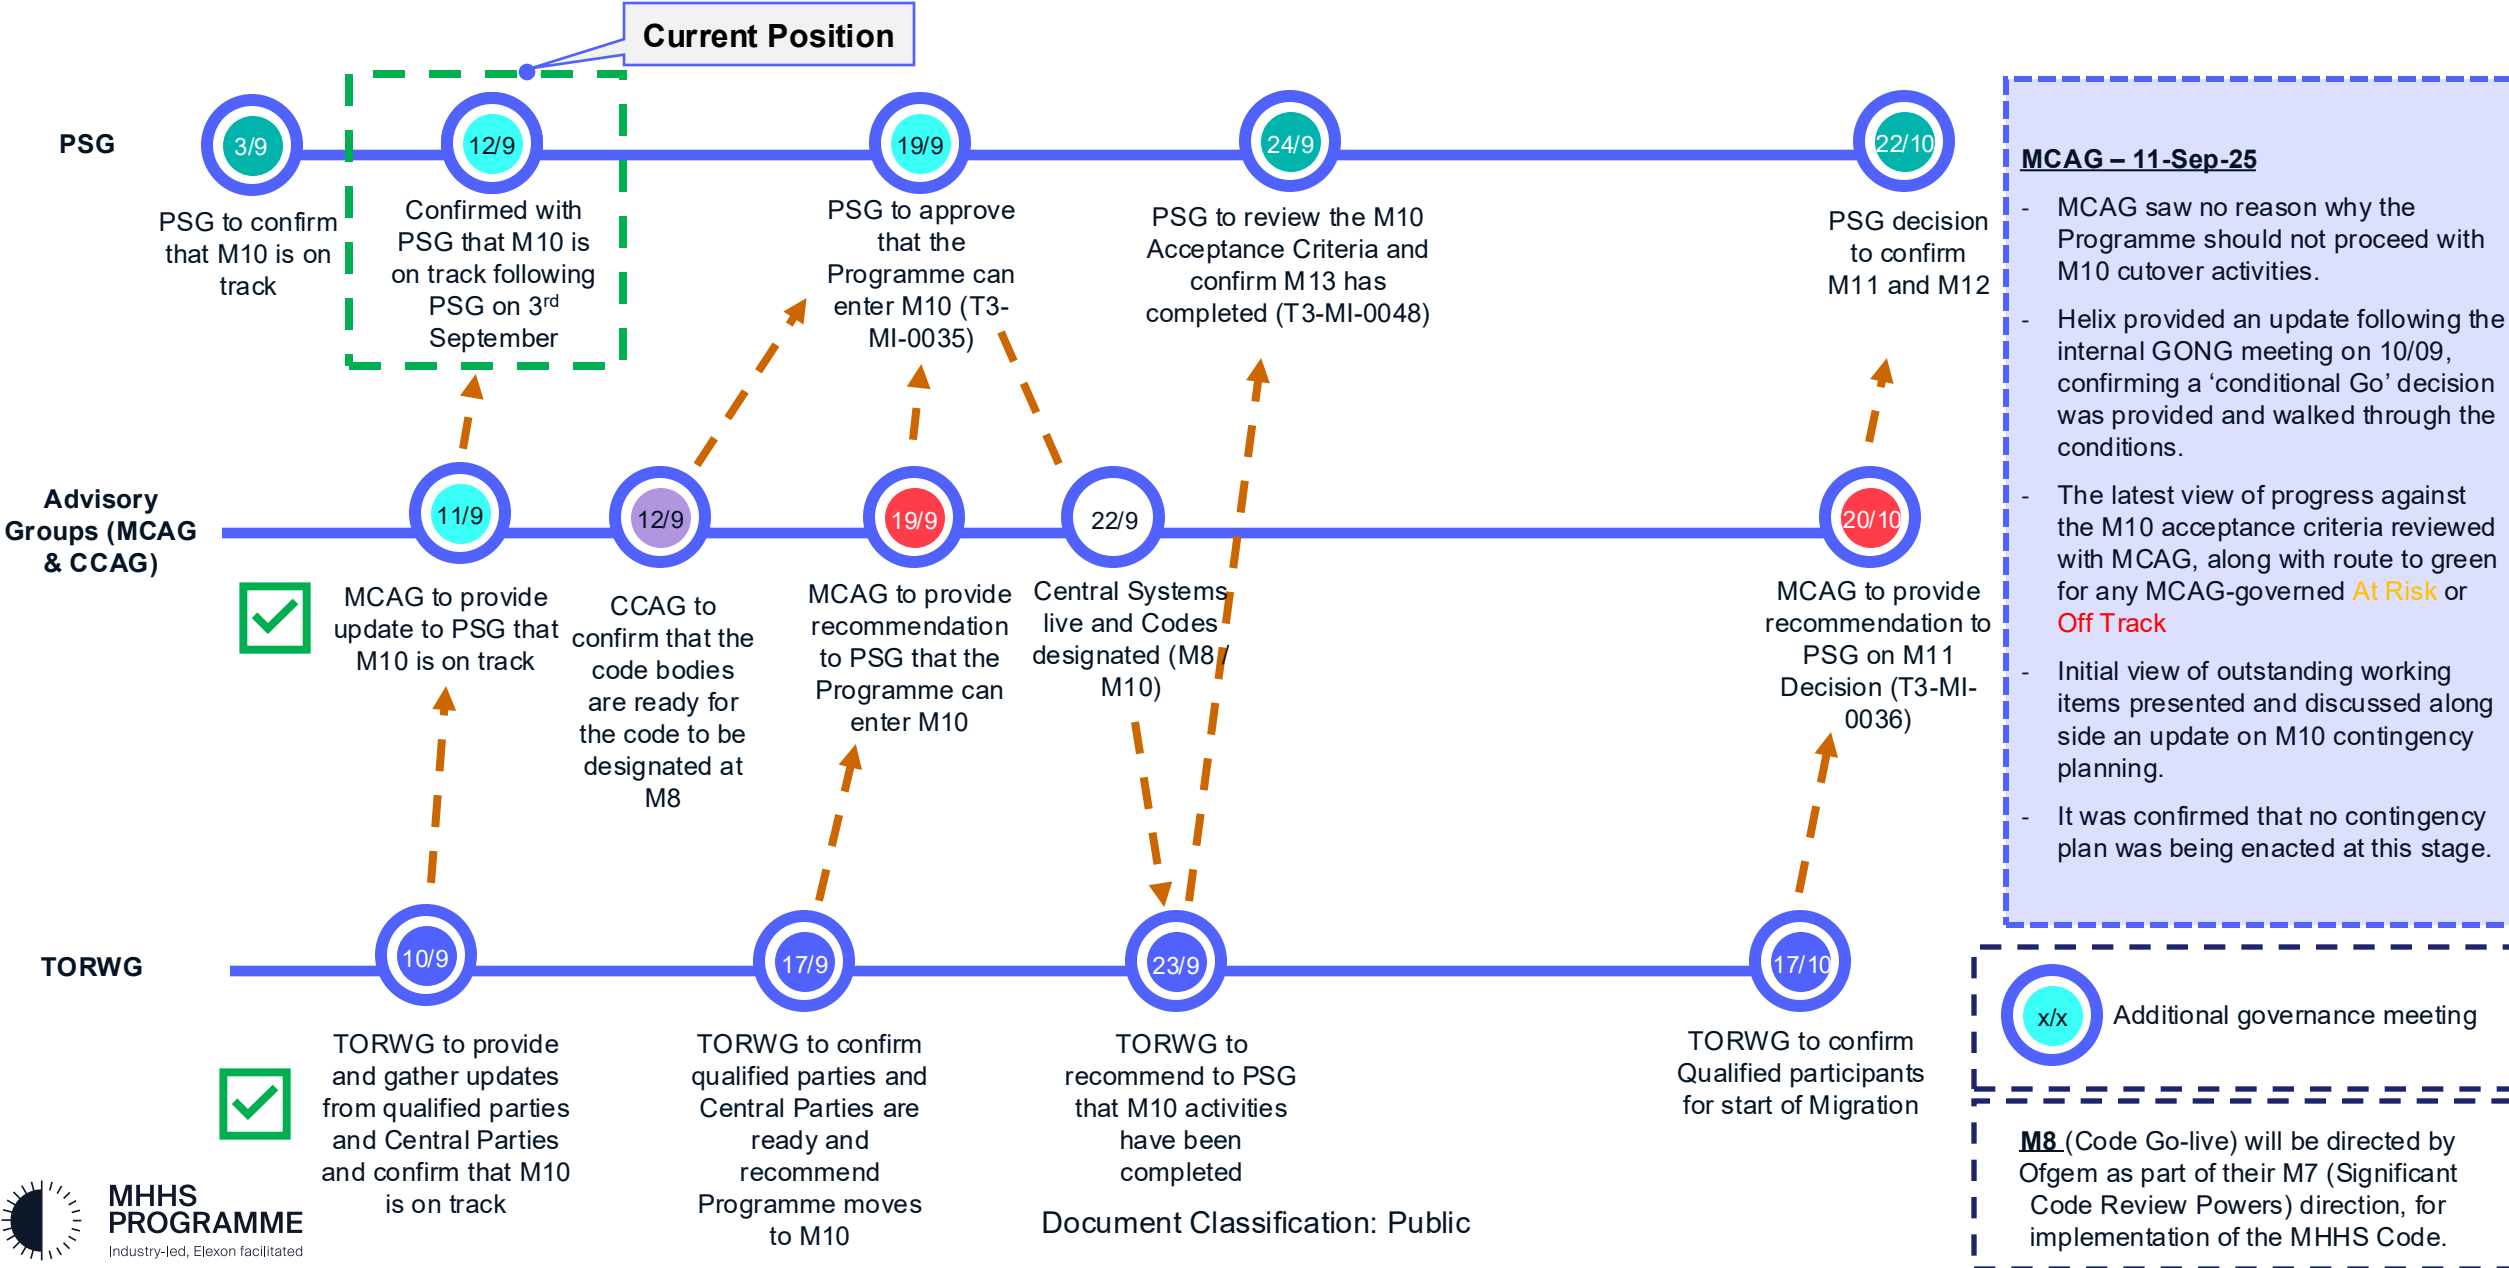 Current Position
PSG
3/9
12/9
19/9
24/9
22/10
PSG to confirm
that M10 is on
track
Confirmed with
PSG that M10 is
on track following
PSG on 3rd
September
PSG to approve
that the
Programme can
enter M10 (T3-
MI-0035)
PSG to review the M10
Acceptance Criteria and
confirm M13 has
completed (T3-MI-0048)
PSG decision
to confirm
M11 and M12
Advisory
Groups (MCAG
& CCAG)
11/9
12/9
19/9
22/9
20/10
MCAG to provide
update to PSG that
M10 is on track
CCAG to
confirm that the
code bodies
are ready for
the code to be
designated at
M8
MCAG to provide
recommendation
to PSG that the
Programme can
enter M10
Central Systems
live and Codes
designated (M8 /
M10)
MCAG to provide
recommendation to
PSG on M11
Decision (T3-MI-
0036)
TORWG
10/9
17/9
23/9
17/10
TORWG to provide
and gather updates
from qualified parties
and Central Parties
and confirm that M10
is on track
TORWG to confirm
qualified parties and
Central Parties are
ready and
recommend
Programme moves
to M10
TORWG to
recommend to PSG
that M10 activities
have been
completed
TORWG to confirm
Qualified participants
for start of Migration
MCAG – 11-Sep-25
- MCAG saw no reason why the
Programme should not proceed with
M10 cutover activities.
- Helix provided an update following the
internal GONG meeting on 10/09,
confirming a ‘conditional Go’ decision
was provided and walked through the
conditions.
- The latest view of progress against
the M10 acceptance criteria reviewed
with MCAG, along with route to green
for any MCAG-governed At Risk or
Off Track
- Initial view of outstanding working
items presented and discussed along
side an update on M10 contingency
planning.
- It was confirmed that no contingency
plan was being enacted at this stage.
x/x
Additional governance meeting
M8 (Code Go-live) will be directed by
Ofgem as part of their M7 (Significant
Code Review Powers) direction, for
implementation of the MHHS Code.
MHHS
PROGRAMME
Industry-led, Elexon facilitated
Document Classification: Public